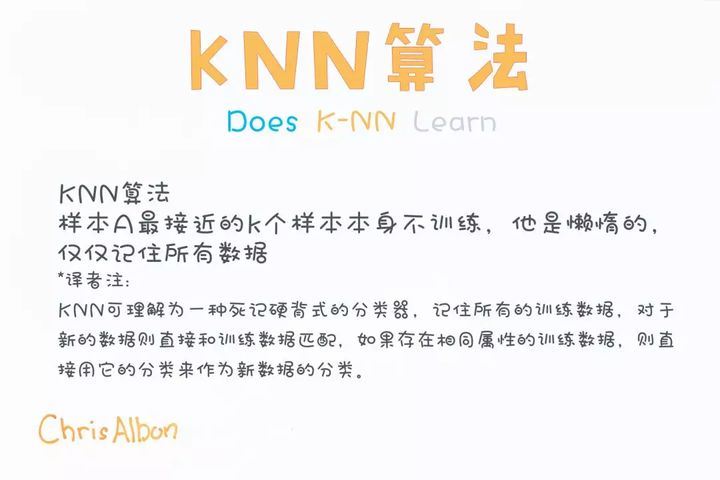 KNN算法
Does K-NN Learn
KNN算法
样本A最接近的k个样本本身不训练，他是懒惰的，
仅仅记住所有数据
*译者注：
KNN可理解为一种死记硬背式的分类器，记住所有的训练数据，对于
新的数据则直接和训练数据匹配，如果存在相同属性的训练数据，则直
接用它的分类来作为新数据的分类。
Chris Albon